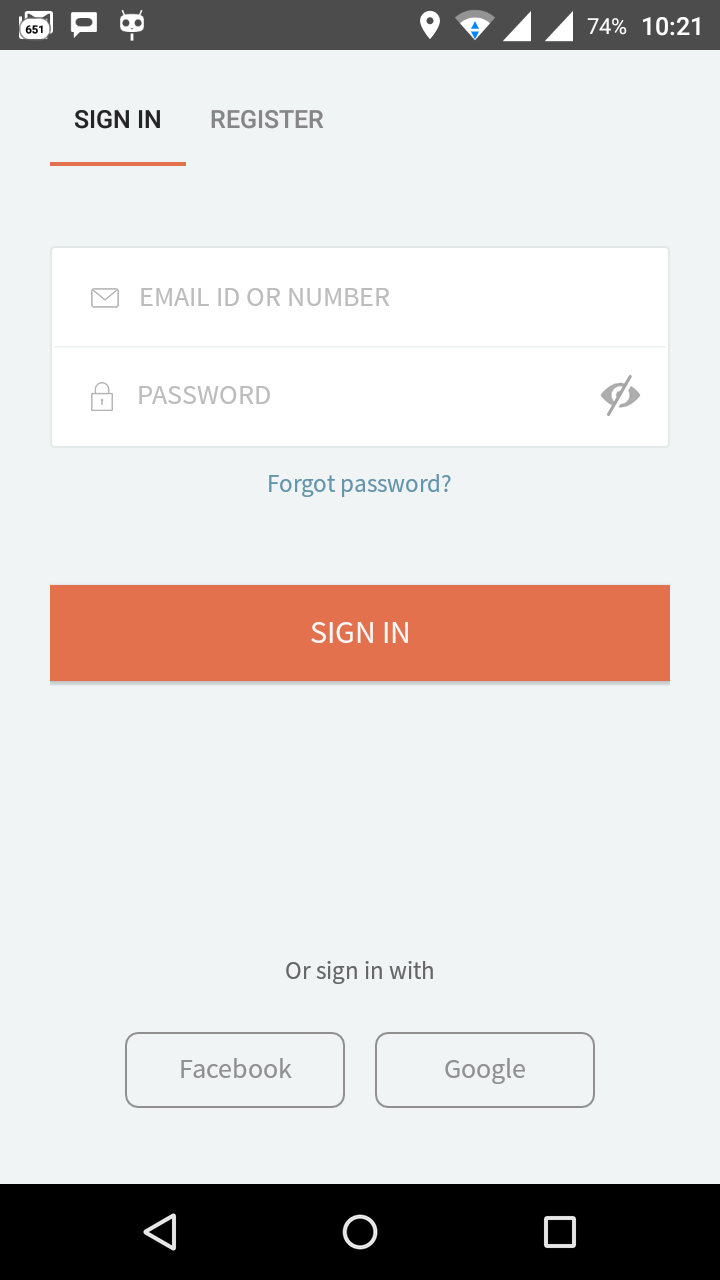 651 74% 10:21
SIGN IN REGISTER
EMAIL ID OR NUMBER
PASSWORD
Forgot password?
SIGN IN
Or sign in with
Facebook Google